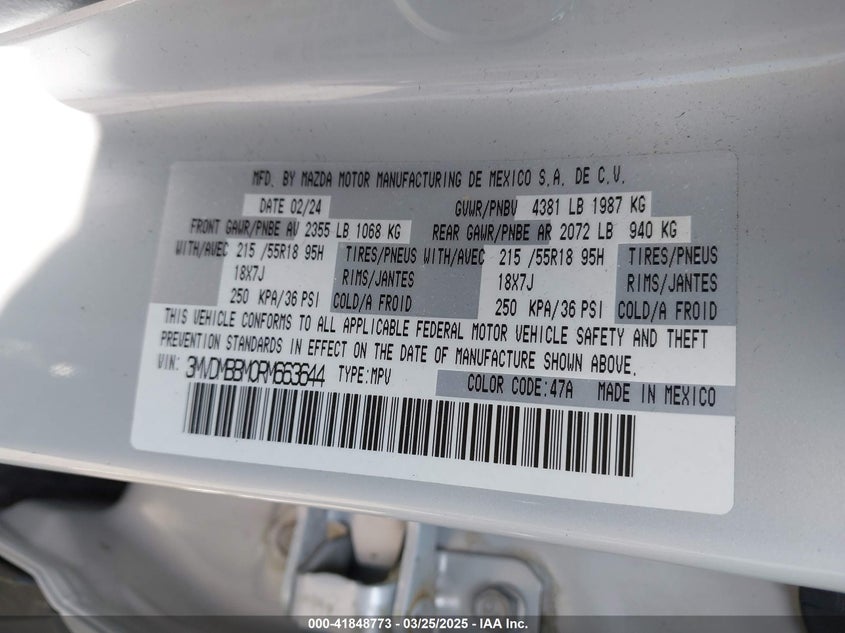 MFD. BY MAZDA MOTOR MANUFACTURING DE MEXICO S.A. DE C.V.
DATE 02/24 GVWR/PNBV 4381 LB 1987 KG
FRONT GAWR/PNBE AV 2355 LB 1068 KG REAR GAWR/PNBE AR 2072 LB 940 KG
WITH/AVEC 215 /55R18 95H TIRES/PNEUS WITH/AVEC 215 /55R18 95H TIRES/PNEUS
18X7J RIMS/JANTES 18X7J RIMS/JANTES
250 KPA/36 PSI COLD/A FROID 250 KPA/36 PSI COLD/A FROID
THIS VEHICLE CONFORMS TO ALL APPLICABLE FEDERAL MOTOR VEHICLE SAFETY AND THEFT
PREVENTION STANDARDS IN EFFECT ON THE DATE OF MANUFACTURE SHOWN ABOVE.
VIN: 3MVDMBBM0RM663644 TYPE:MPV COLOR CODE:47A MADE IN MEXICO
000-41848773 - 03/25/2025 - IAA Inc.